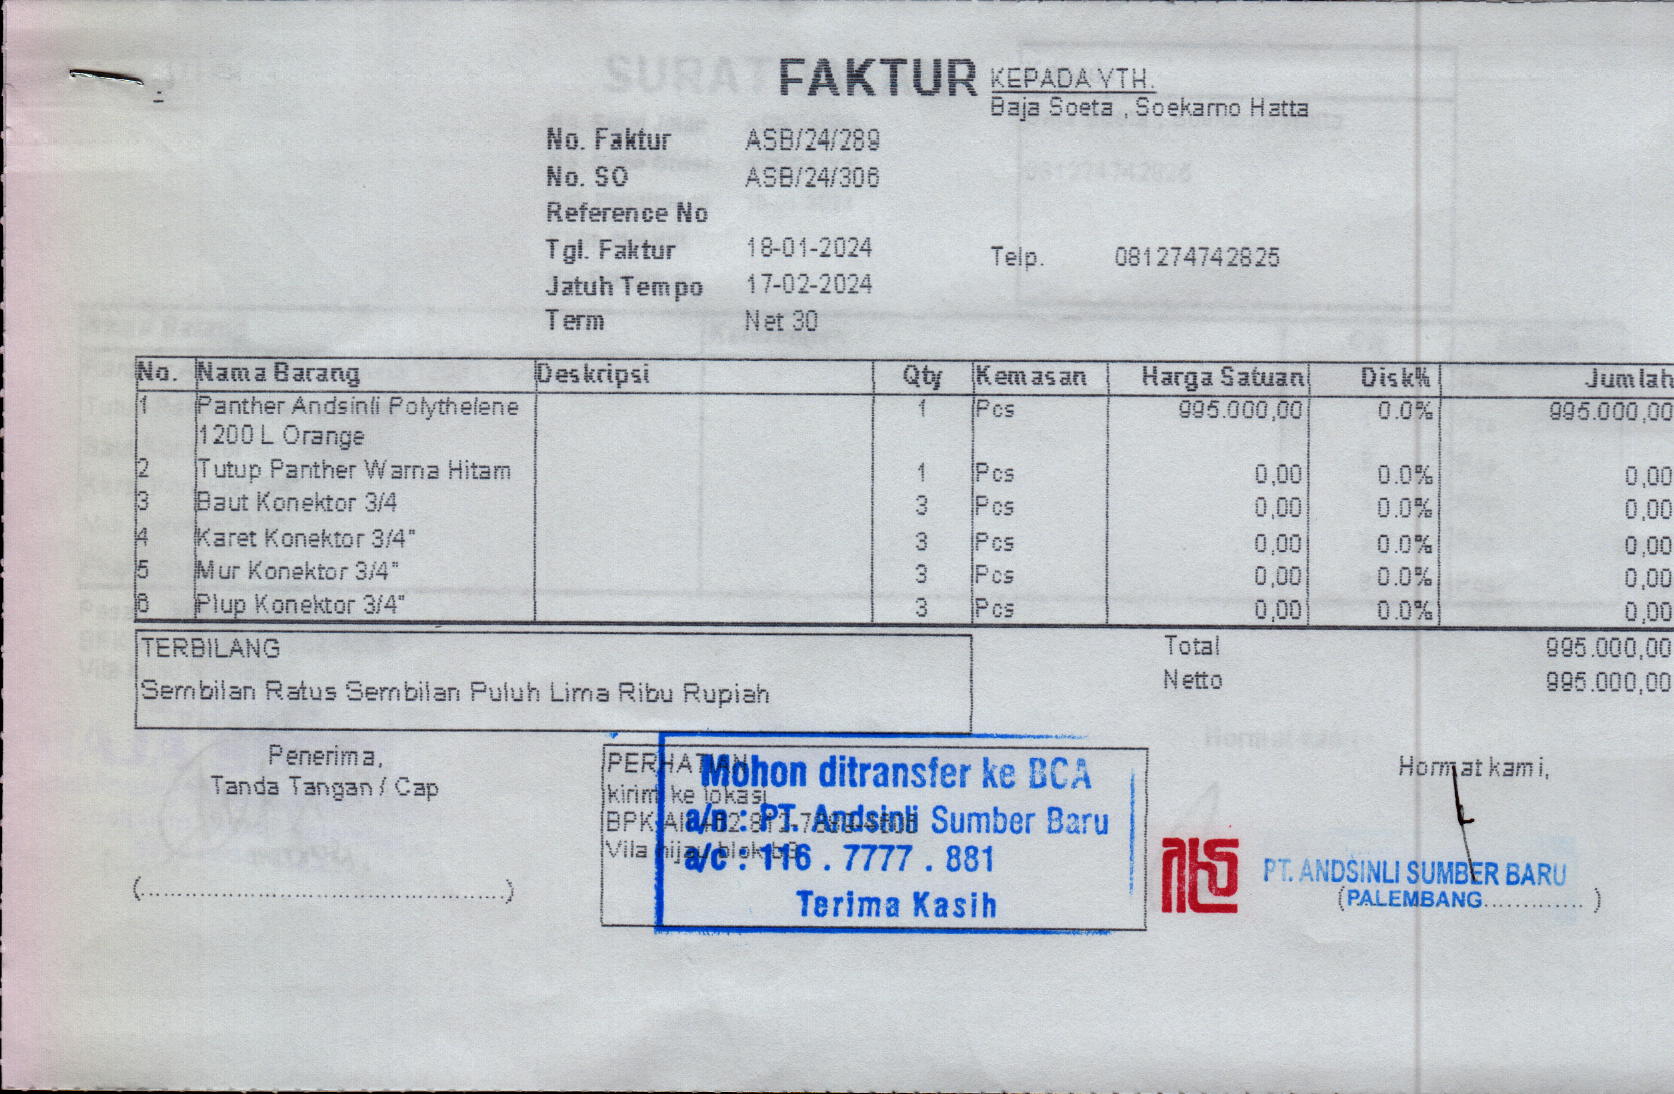 FAKTUR
KEPADA YTH.
Baja Soeta , Soekarno Hatta
No. Faktur ASB/24/289
No. SO ASB/24/306
Reference No
Tgl. Faktur 18-01-2024
Telp. 081274742825
Jatuh Tempo 17-02-2024
Term Net 30
No. Nama Barang Deskripsi Qty Kemasan Harga Satuan Disk% Jumlah
1 Panther Andsinli Polythelene 1 Pcs 995.000,00 0.0% 995.000,00
1200 L Orange
2 Tutup Panther Warna Hitam 1 Pcs 0,00 0.0% 0,00
3 Baut Konektor 3/4 3 Pcs 0,00 0.0% 0,00
4 Karet Konektor 3/4" 3 Pcs 0,00 0.0% 0,00
5 Mur Konektor 3/4" 3 Pcs 0,00 0.0% 0,00
6 Plup Konektor 3/4" 3 Pcs 0,00 0.0% 0,00
TERBILANG
Sembilan Ratus Sembilan Puluh Lima Ribu Rupiah
Total 995.000,00
Netto 995.000,00
Penerima,
Tanda Tangan / Cap
(..............................................)
PERHATIAN
kirim ke lokasi
Vila hijau blok
Mohon ditransfer ke BCA
a/n : PT. Andsinli Sumber Baru
a/c : 116 . 7777 . 881
Terima Kasih
Hormat kami,
PT. ANDSINLI SUMBER BARU
(PALEMBANG............. )